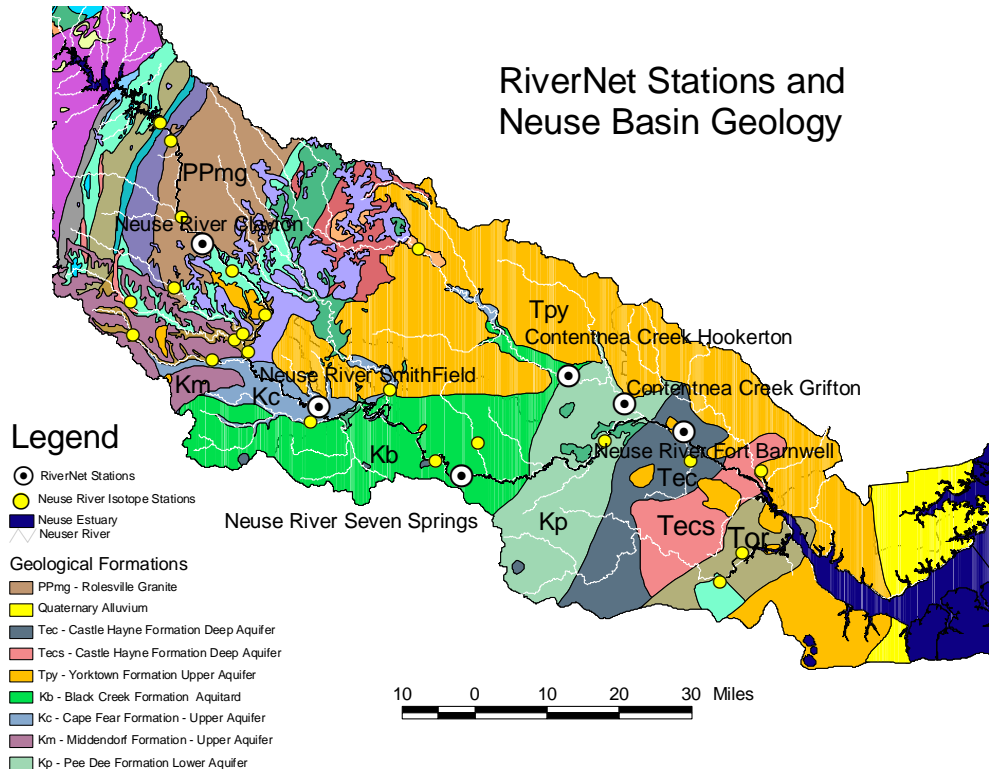 RiverNet Stations and
Neuse Basin Geology
PPmg
Neuse River Clayton
Tpy
Contentnea Creek Hookerton
Neuse River SmithField
Km
Kc
Contentnea Creek Grifton
Kb
Neuse River Fort Barnwell
Tec
Neuse River Seven Springs
Kp
Tecs
Tor
Legend
RiverNet Stations
Neuse River Isotope Stations
Neuse Estuary
Neuser River
Geological Formations
PPmg - Rolesville Granite
Quaternary Alluvium
Tec - Castle Hayne Formation Deep Aquifer
Tecs - Castle Hayne Formation Deep Aquifer
Tpy - Yorktown Formation Upper Aquifer
Kb - Black Creek Formation Aquitard
Kc - Cape Fear Formation - Upper Aquifer
Km - Middendorf Formation - Upper Aquifer
Kp - Pee Dee Formation Lower Aquifer
10 0 10 20 30 Miles